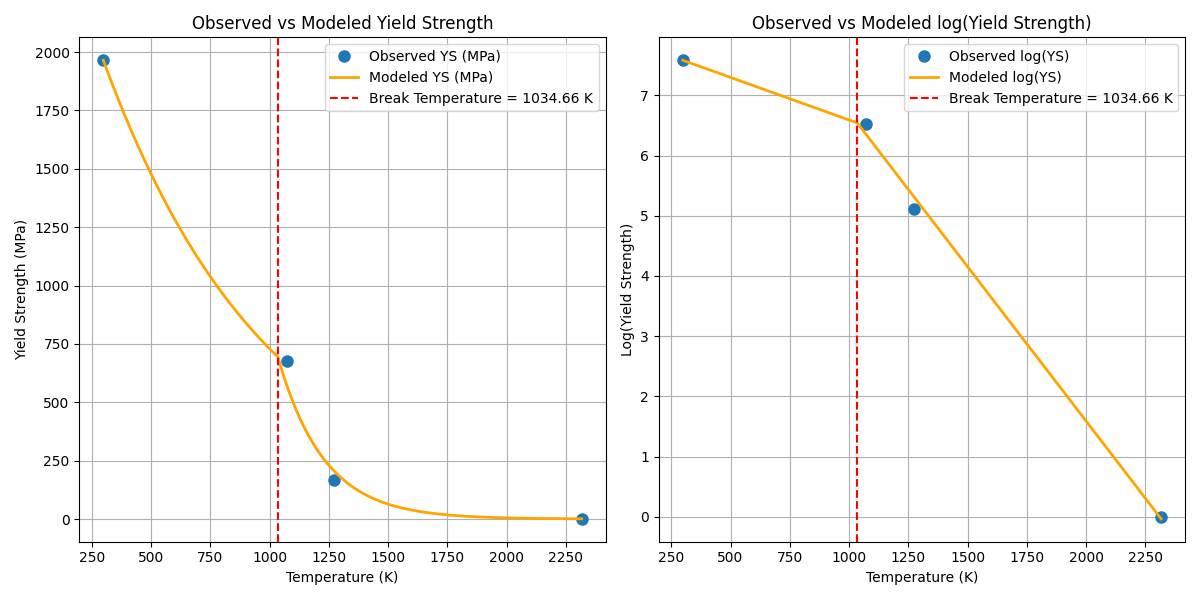 Observed vs Modeled Yield Strength
Observed YS (MPa)
Modeled YS (MPa)
Break Temperature = 1034.66 K
Yield Strength (MPa)
2000
1750
1500
1250
1000
750
500
250
0
250 500 750 1000 1250 1500 1750 2000 2250
Temperature (K)
Observed vs Modeled log(Yield Strength)
Observed log(YS)
Modeled log(YS)
Break Temperature = 1034.66 K
Log(Yield Strength)
7
6
5
4
3
2
1
0
250 500 750 1000 1250 1500 1750 2000 2250
Temperature (K)